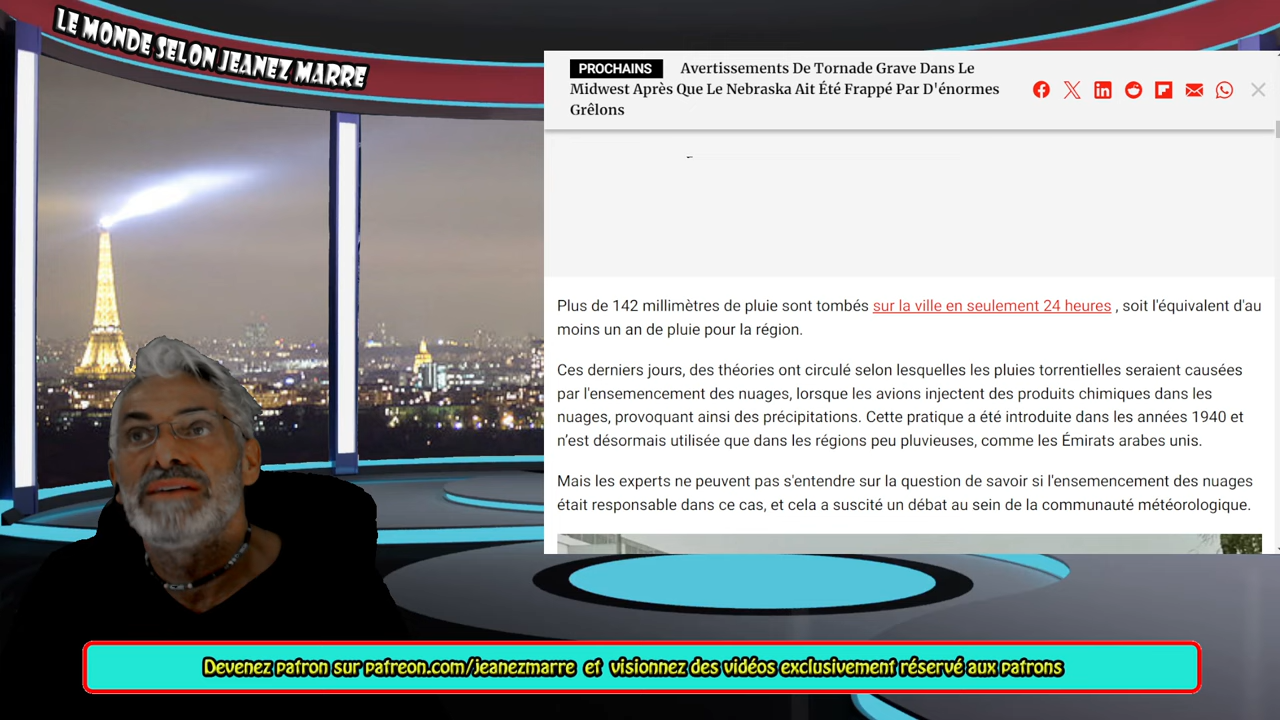 LE MONDE SELON JEANEZ MARRE
PROCHAINS Avertissements De Tornade Grave Dans Le
Midwest Après Que Le Nebraska Ait Été Frappé Par D'énormes
Grêlons
Plus de 142 millimètres de pluie sont tombés sur la ville en seulement 24 heures , soit l'équivalent d'au
moins un an de pluie pour la région.
Ces derniers jours, des théories ont circulé selon lesquelles les pluies torrentielles seraient causées
par l'ensemencement des nuages, lorsque les avions injectent des produits chimiques dans les
nuages, provoquant ainsi des précipitations. Cette pratique a été introduite dans les années 1940 et
n'est désormais utilisée que dans les régions peu pluvieuses, comme les Émirats arabes unis.
Mais les experts ne peuvent pas s'entendre sur la question de savoir si l'ensemencement des nuages
était responsable dans ce cas, et cela a suscité un débat au sein de la communauté météorologique.
Devenez patron sur patreon.com/jeanezmarre et visionnez des vidéos exclusivement réservé aux patrons